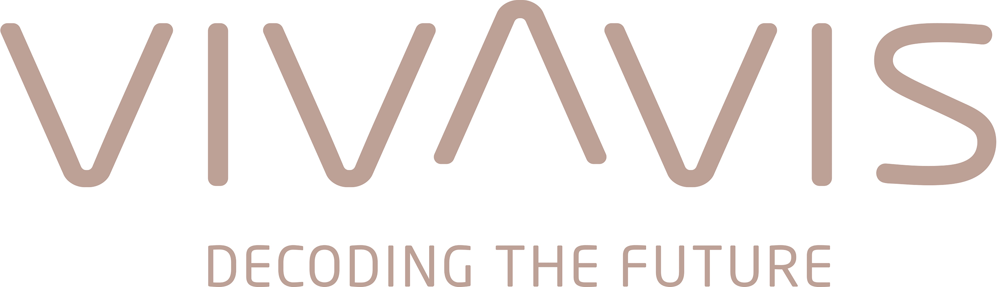 VIVAVIS
DECODING THE FUTURE